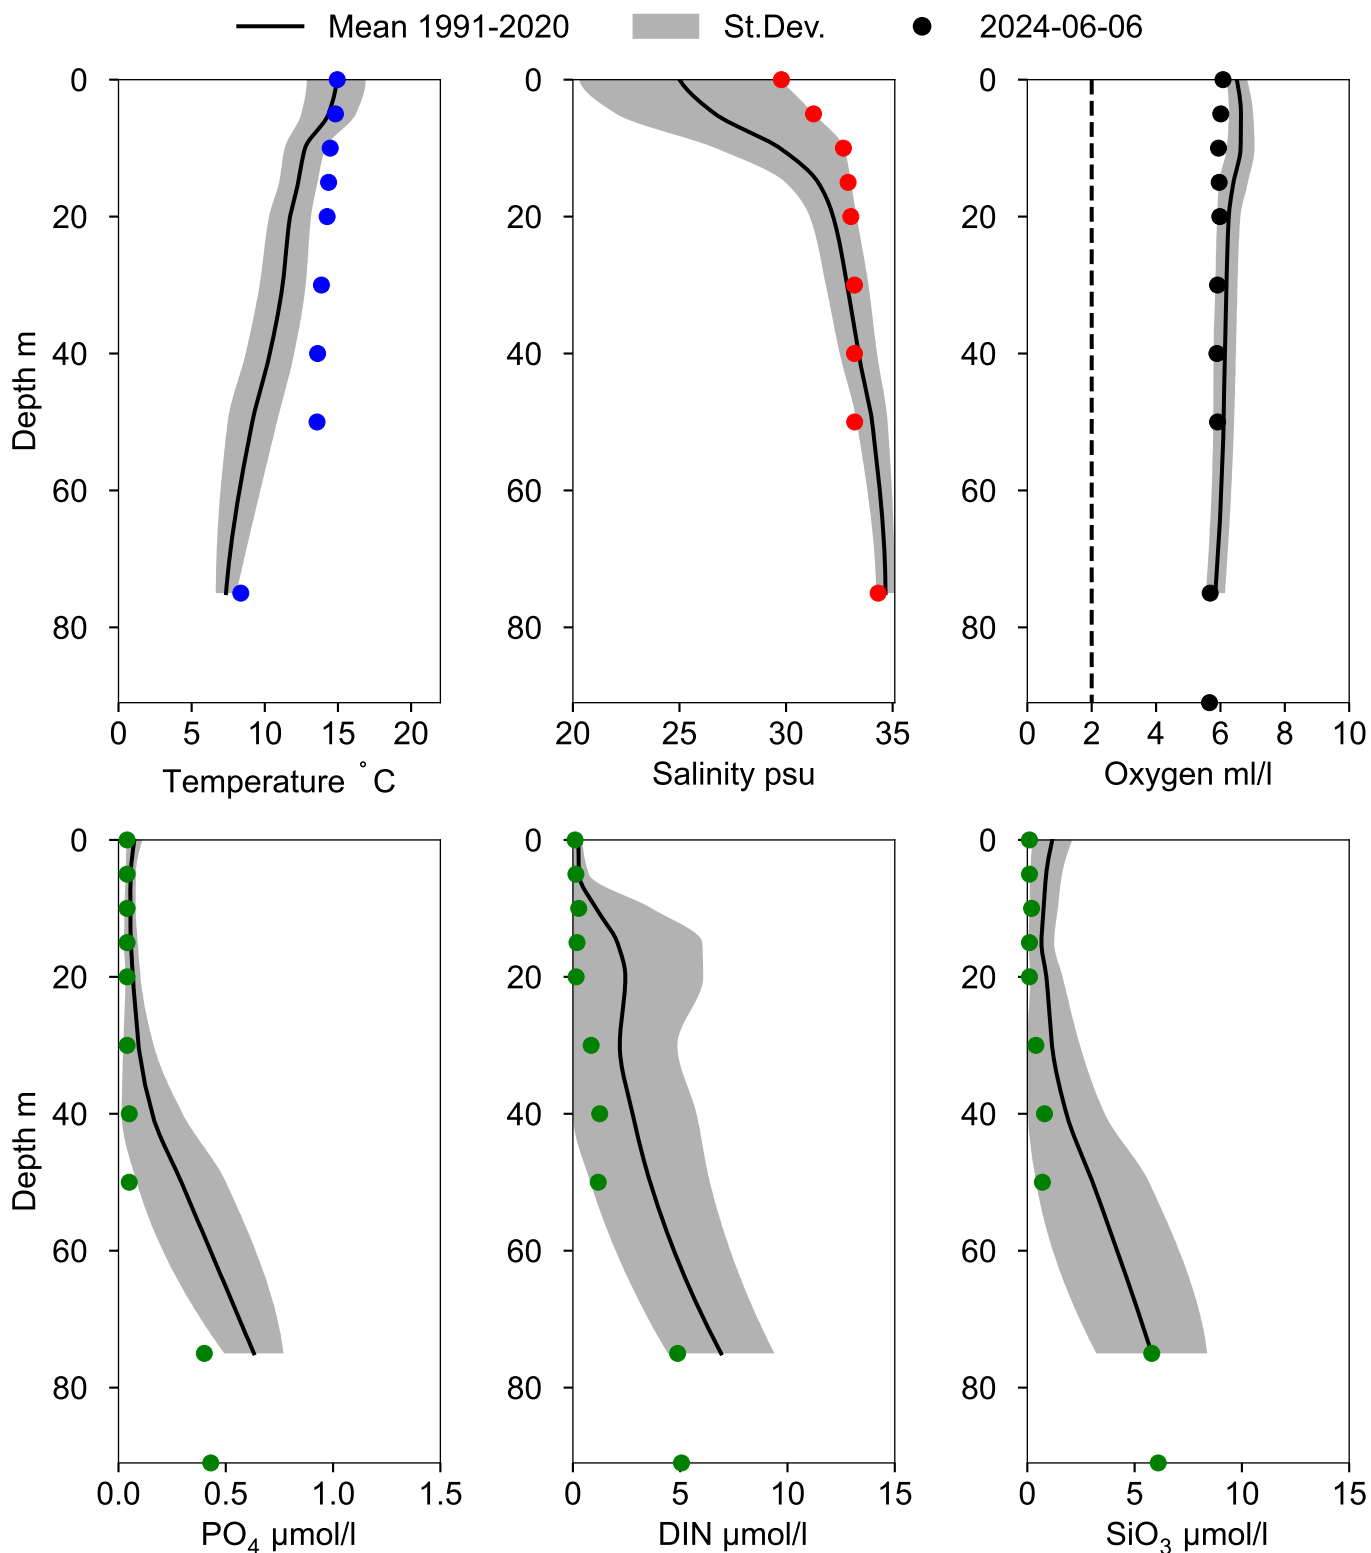 Mean 1991-2020 St.Dev. 2024-06-06
0 0 0
20 20 20
40 40 40
60 60 60
80 80 80
Depth m
0 5 10 15 20 20 25 30 35 0 2 4 6 8 10
Temperature °C Salinity psu Oxygen ml/l
0 0 0
20 20 20
40 40 40
60 60 60
80 80 80
Depth m
0.0 0.5 1.0 1.5 0 5 10 15 0 5 10 15
PO₄ µmol/l DIN µmol/l SiO₃ µmol/l